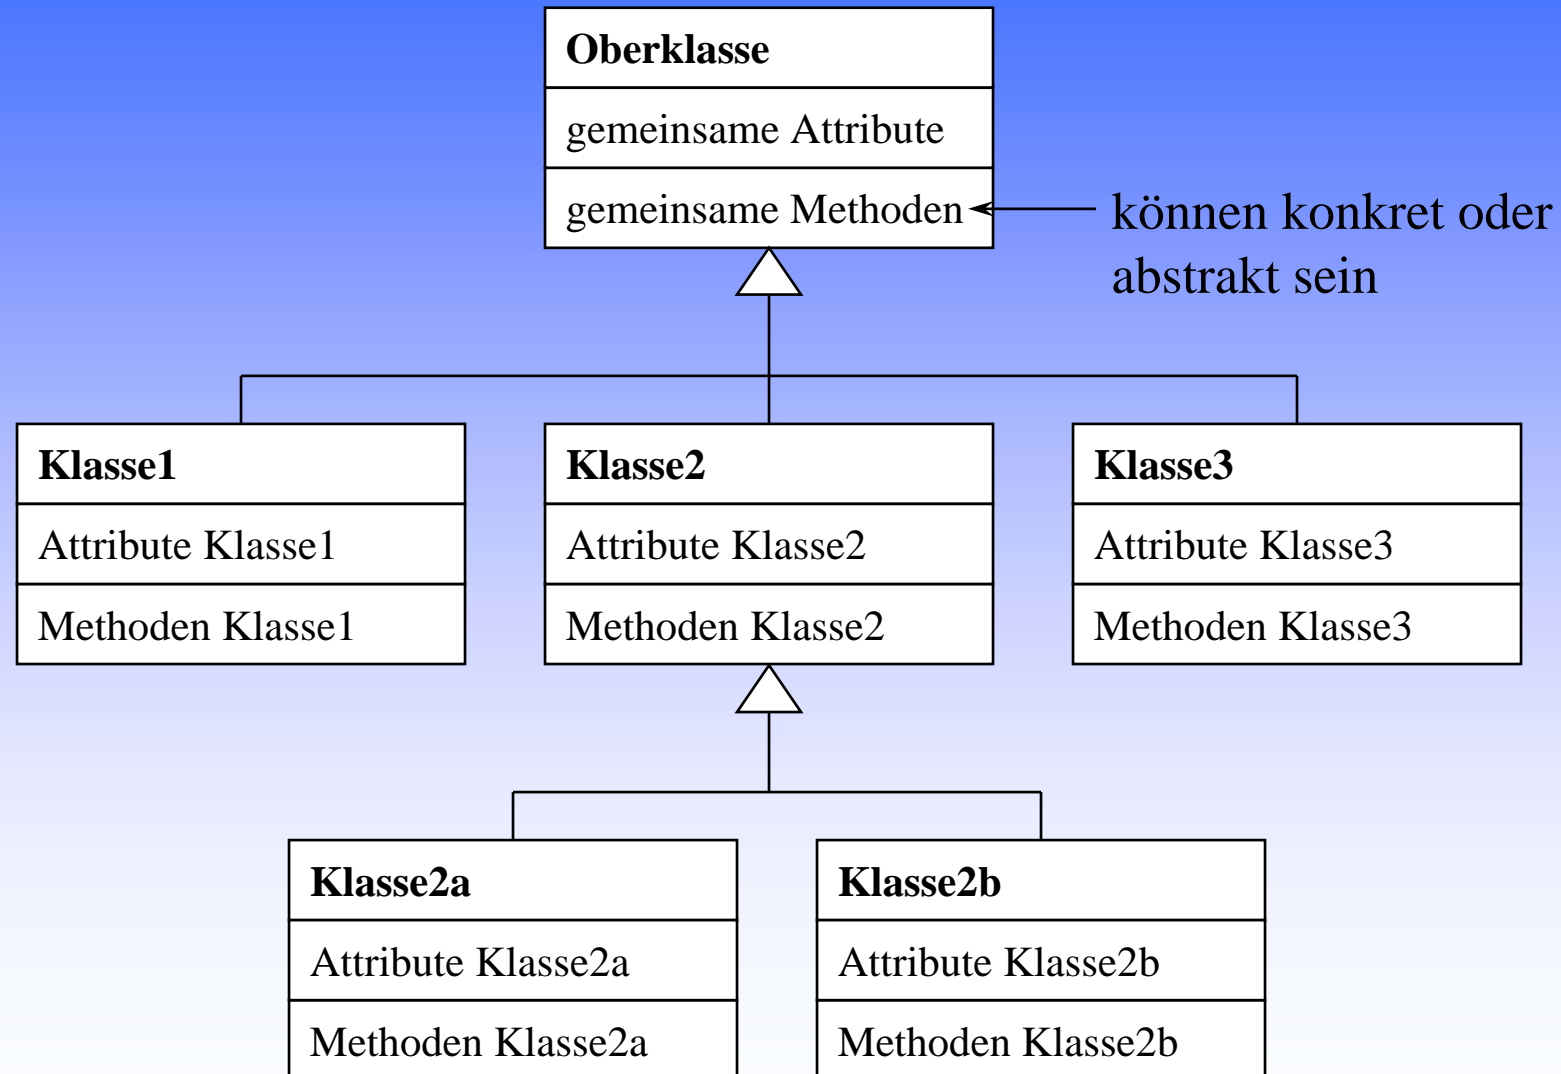 Oberklasse
gemeinsame Attribute
gemeinsame Methoden
können konkret oder
abstrakt sein
Klasse1
Attribute Klasse1
Methoden Klasse1
Klasse2
Attribute Klasse2
Methoden Klasse2
Klasse3
Attribute Klasse3
Methoden Klasse3
Klasse2a
Attribute Klasse2a
Methoden Klasse2a
Klasse2b
Attribute Klasse2b
Methoden Klasse2b